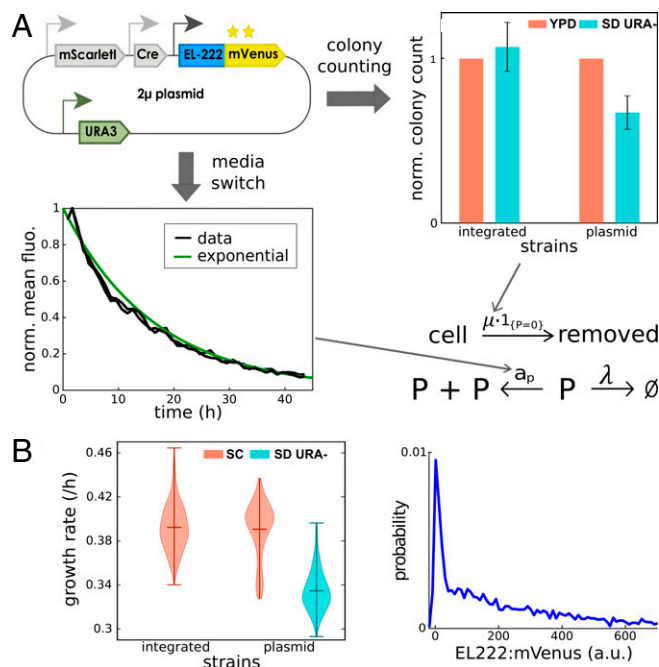 A
mScarletI
Cre
EL-222
mVenus
2μ plasmid
URA3
colony
counting
media
switch
YPD
SD URA-
norm. colony count
1
0
integrated
plasmid
strains
norm. mean fluo.
1
0.8
0.6
0.4
0.2
0
data
exponential
0
10
20
30
40
time (h)
cell
μ·1{P=0}
removed
P + P
ap
P
λ
∅
B
growth rate (/h)
0.46
0.42
0.38
0.34
0.3
SC
SD URA-
integrated
plasmid
strains
probability
0.01
0
0
200
400
600
EL222:mVenus (a.u.)